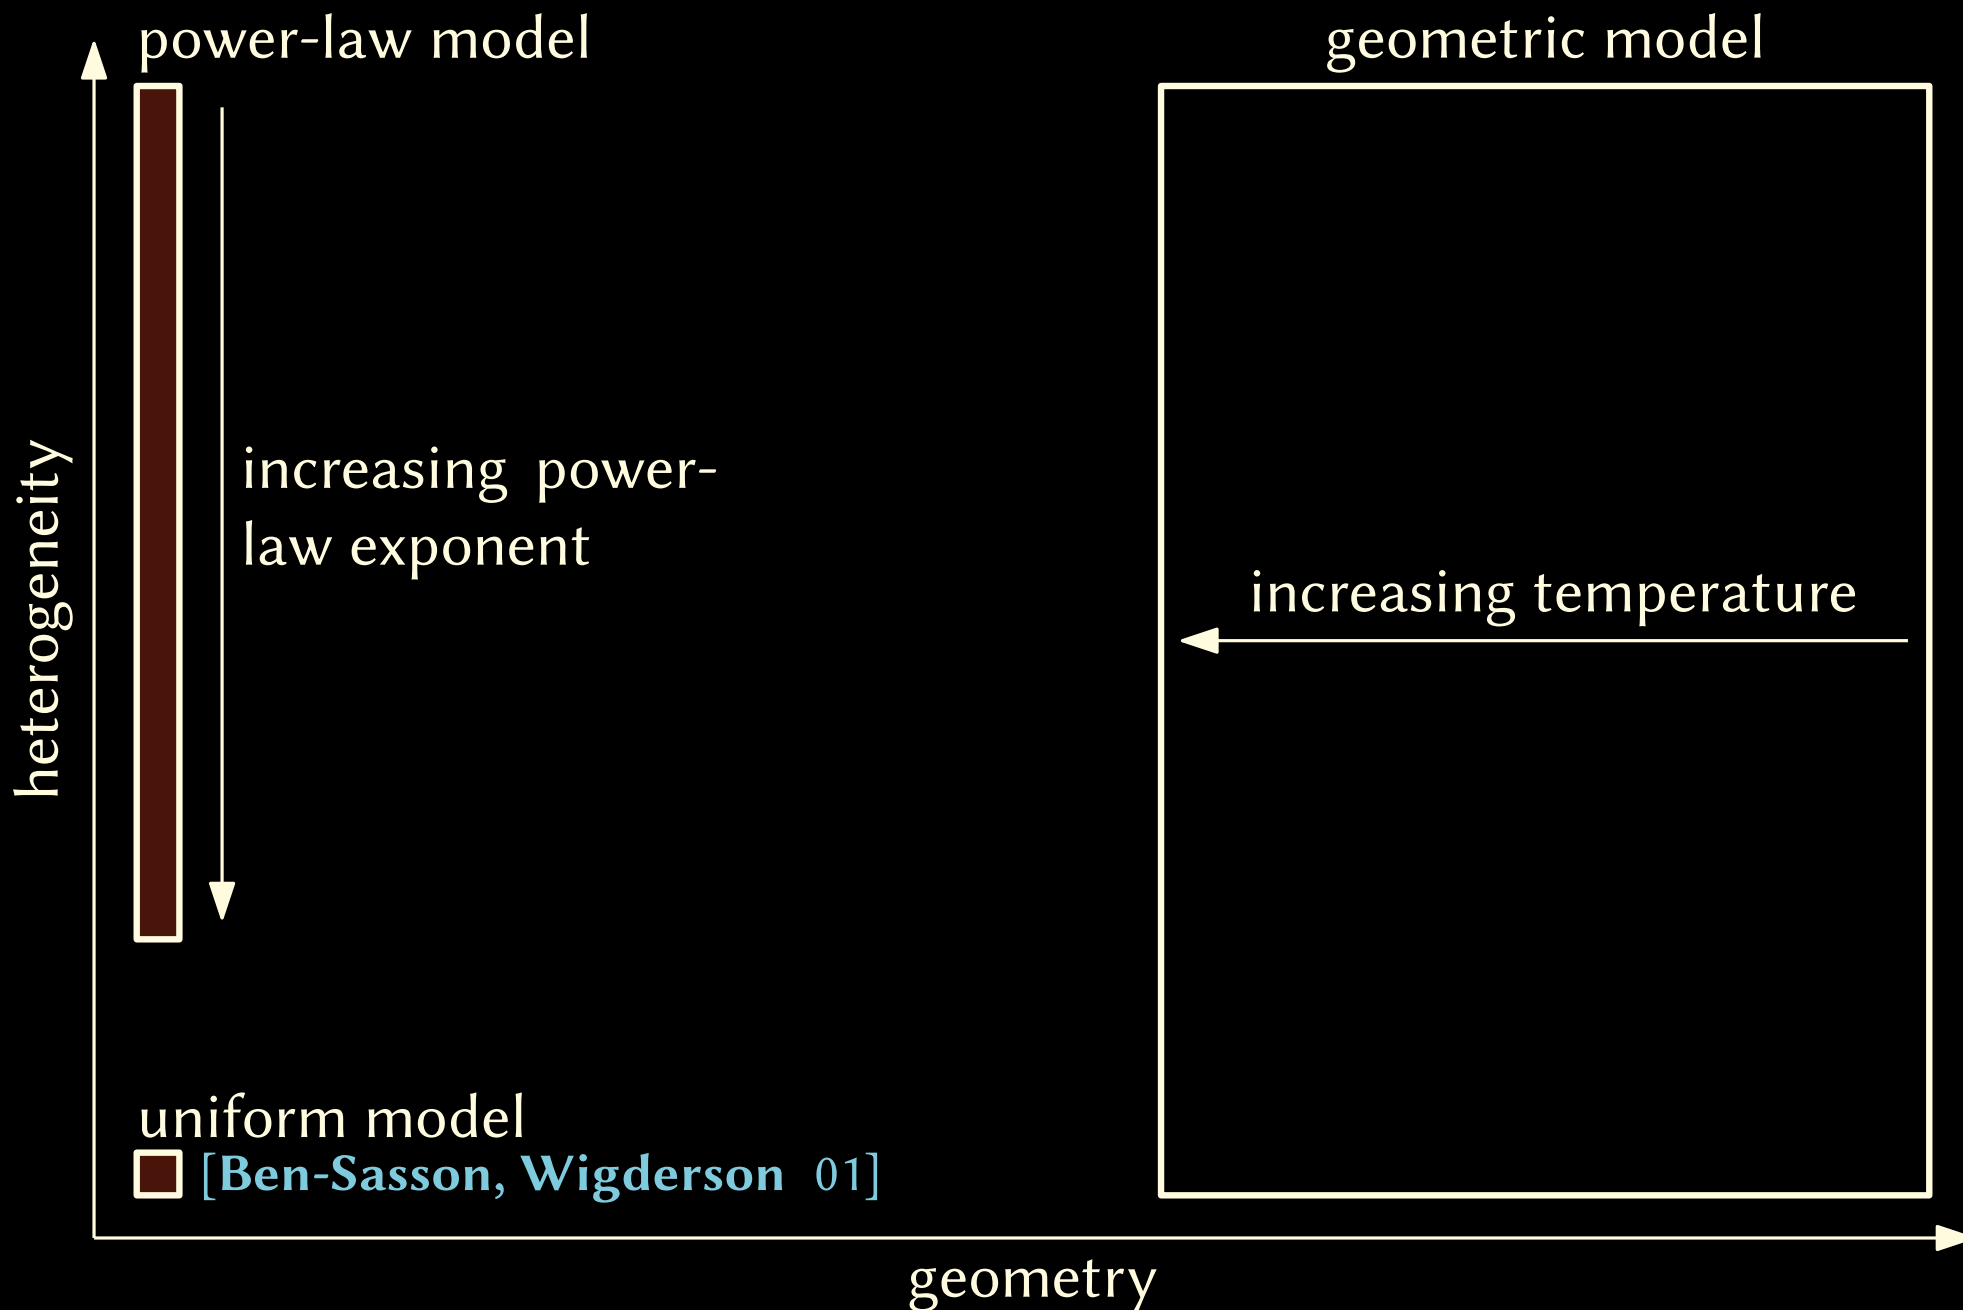 power-law model
geometric model
heterogeneity
increasing power-
law exponent
increasing temperature
uniform model
[Ben-Sasson, Wigderson 01]
geometry